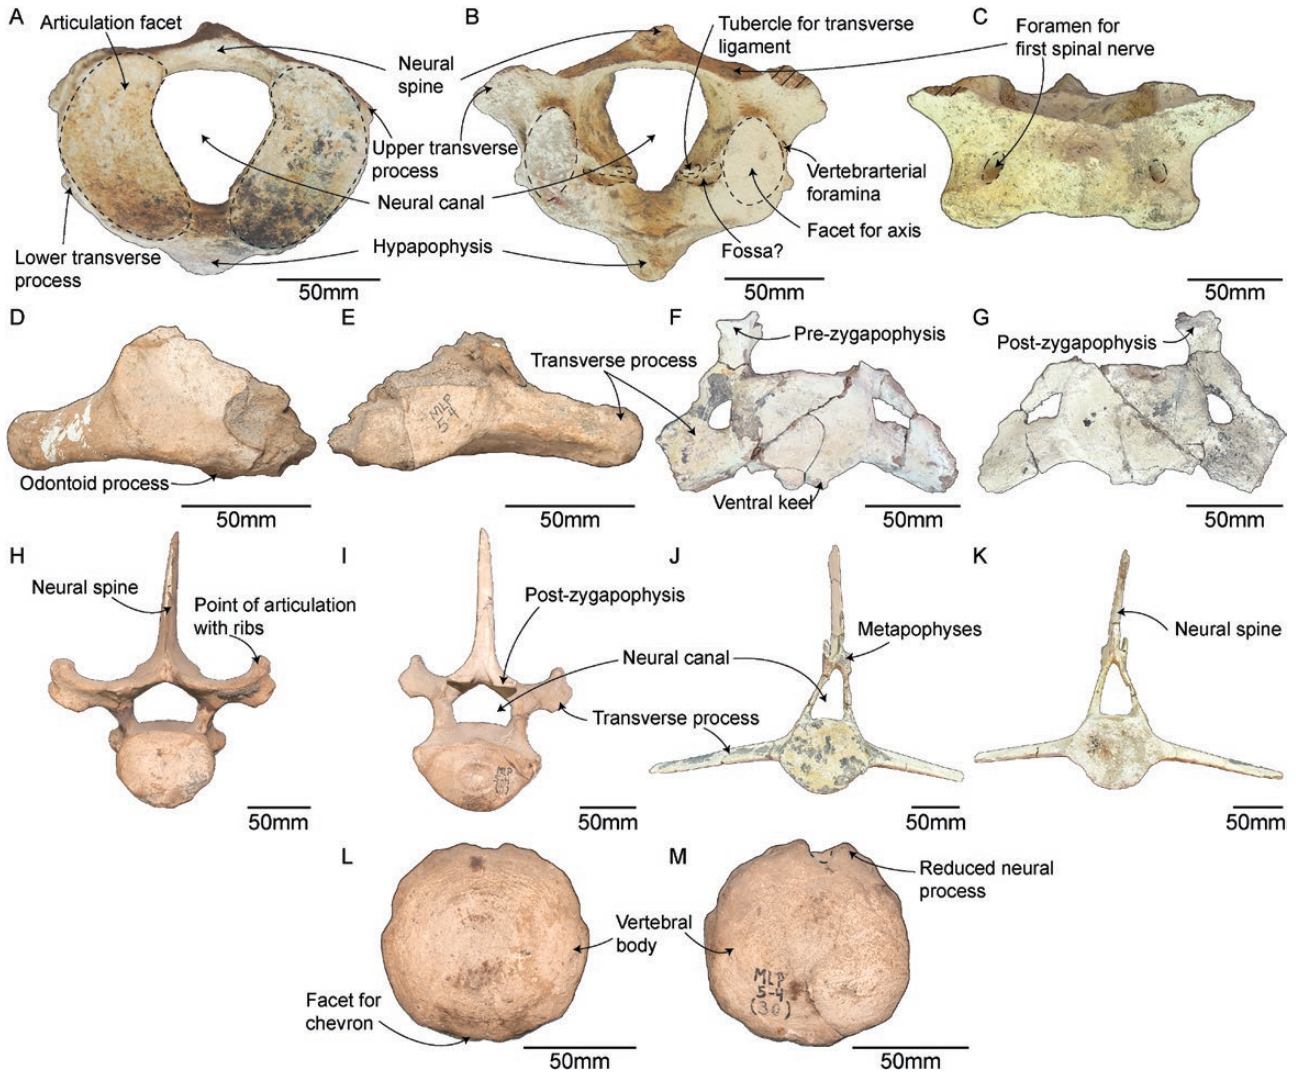 A
Articulation facet
B
Tubercle for transverse
ligament
C
Foramen for
first spinal nerve
Neural
spine
Upper transverse
process
Vertebrarterial
foramina
Neural canal
Facet for axis
Hypapophysis
Fossa?
Lower transverse
process
50mm
50mm
50mm
D
E
F
G
Pre-zygapophysis
Post-zygapophysis
Transverse process
MLP
5-4
Odontoid process
Ventral keel
50mm
50mm
50mm
50mm
H
I
J
K
Neural spine
Point of articulation
with ribs
Post-zygapophysis
Neural canal
Metapophyses
Neural spine
Transverse process
MLP
50mm
50mm
50mm
50mm
L
M
Reduced neural
process
Vertebral
body
MLP
5-4
(30)
Facet for
chevron
50mm
50mm